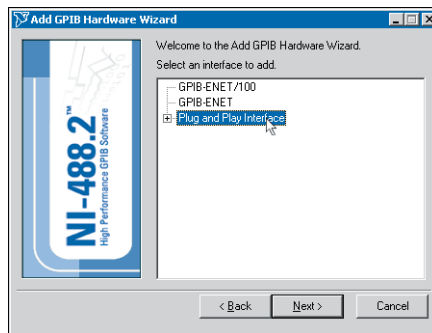 Add GPIB Hardware Wizard
NI-488.2™
High Performance GPIB Software
Welcome to the Add GPIB Hardware Wizard.
Select an interface to add.
GPIB-ENET/100
GPIB-ENET
Plug and Play Interface
< Back
Next >
Cancel